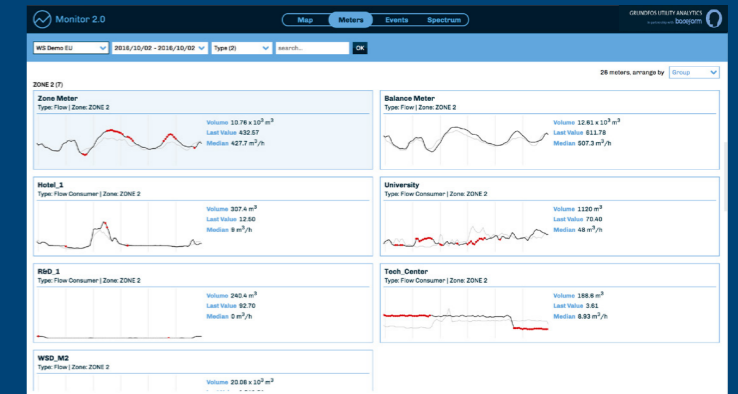 Monitor 2.0
Map Meters Events Spectrum
GRUNDFOS UTILITY ANALYTICS
in partnership with baseform
WS Demo EU 2016/10/02 - 2016/10/02 Type (2) search... OK
26 meters, arrange by Group
ZONE 2 (7)
Zone Meter
Type: Flow | Zone: ZONE 2
Volume 10.76 x 10³ m³
Last Value 432.57
Median 427.7 m³/h
Balance Meter
Type: Flow | Zone: ZONE 2
Volume 12.61 x 10³ m³
Last Value 611.78
Median 507.3 m³/h
Hotel_1
Type: Flow Consumer | Zone: ZONE 2
Volume 307.4 m³
Last Value 12.50
Median 9 m³/h
University
Type: Flow Consumer | Zone: ZONE 2
Volume 1120 m³
Last Value 70.40
Median 48 m³/h
R&D_1
Type: Flow Consumer | Zone: ZONE 2
Volume 240.4 m³
Last Value 92.70
Median 0 m³/h
Tech_Center
Type: Flow Consumer | Zone: ZONE 2
Volume 188.6 m³
Last Value 3.61
Median 8.93 m³/h
WSD_M2
Type: Flow | Zone: ZONE 2
Volume 20.08 x 10³ m³